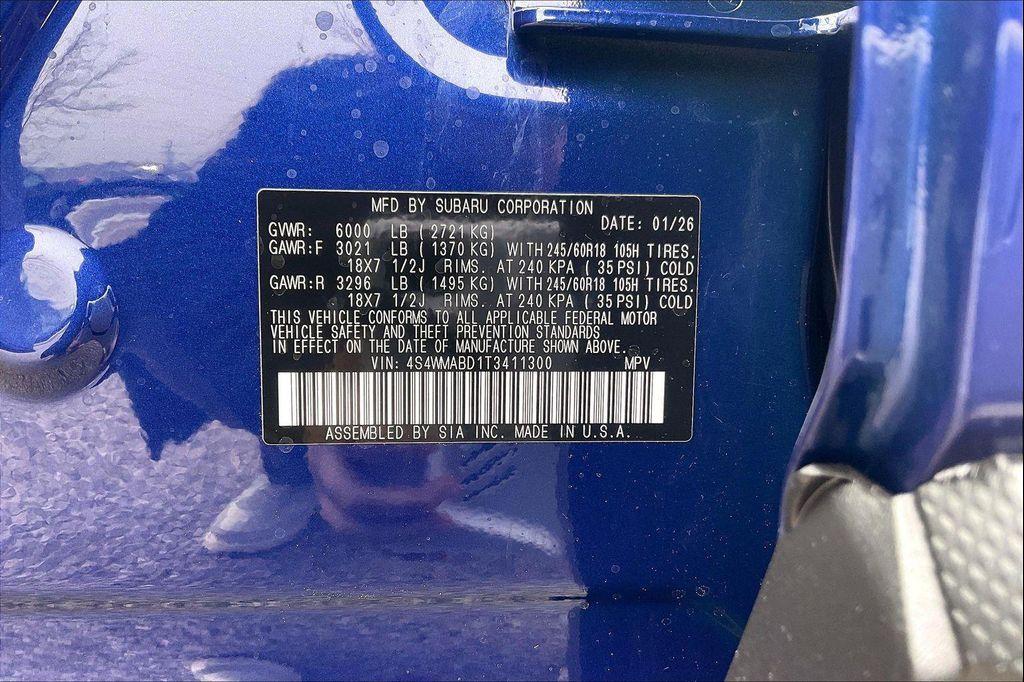 MFD BY SUBARU CORPORATION
DATE: 01/26
GVWR: 6000 LB ( 2721 KG)
GAWR:F 3021 LB ( 1370 KG) WITH 245/60R18 105H TIRES.
18X7 1/2J RIMS. AT 240 KPA ( 35 PSI ) COLD
GAWR:R 3296 LB ( 1495 KG) WITH 245/60R18 105H TIRES.
18X7 1/2J RIMS. AT 240 KPA ( 35 PSI ) COLD
THIS VEHICLE CONFORMS TO ALL APPLICABLE FEDERAL MOTOR
VEHICLE SAFETY AND THEFT PREVENTION STANDARDS
IN EFFECT ON THE DATE OF MANUFACTURE SHOWN ABOVE.
VIN: 4S4WMABD1T3411300 MPV
ASSEMBLED BY SIA INC. MADE IN U.S.A.